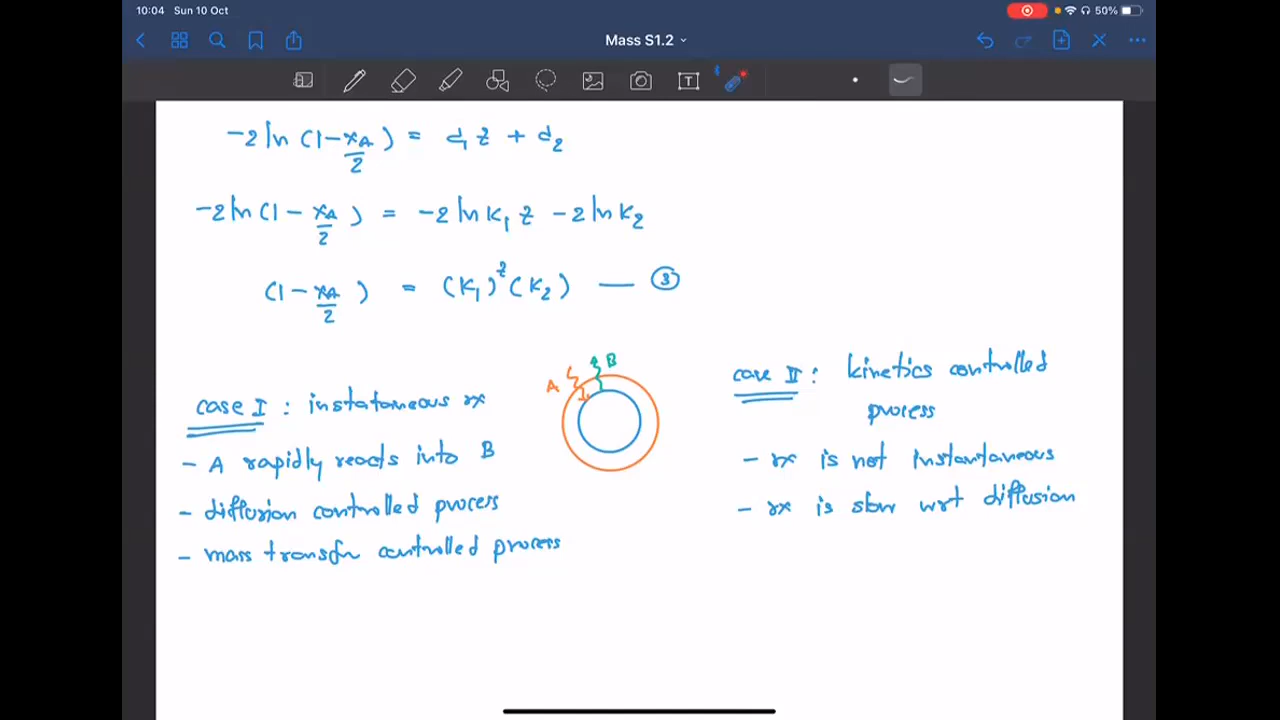 10:04 Sun 10 Oct
50%
Mass S1.2
T
-2 ln (1 - xA/2) = d1 z + d2
-2 ln (1 - xA/2) = -2 ln K1 z - 2 ln K2
(1 - xA/2) = (K1)^z (K2) — ③
A
B
case I : instataneous rx
- A rapidly reacts into B
- diffusion controlled process
- mass transfer controlled process
case II : kinetics controlled
process
- rx is not instantaneous
- rx is slow wrt diffusion